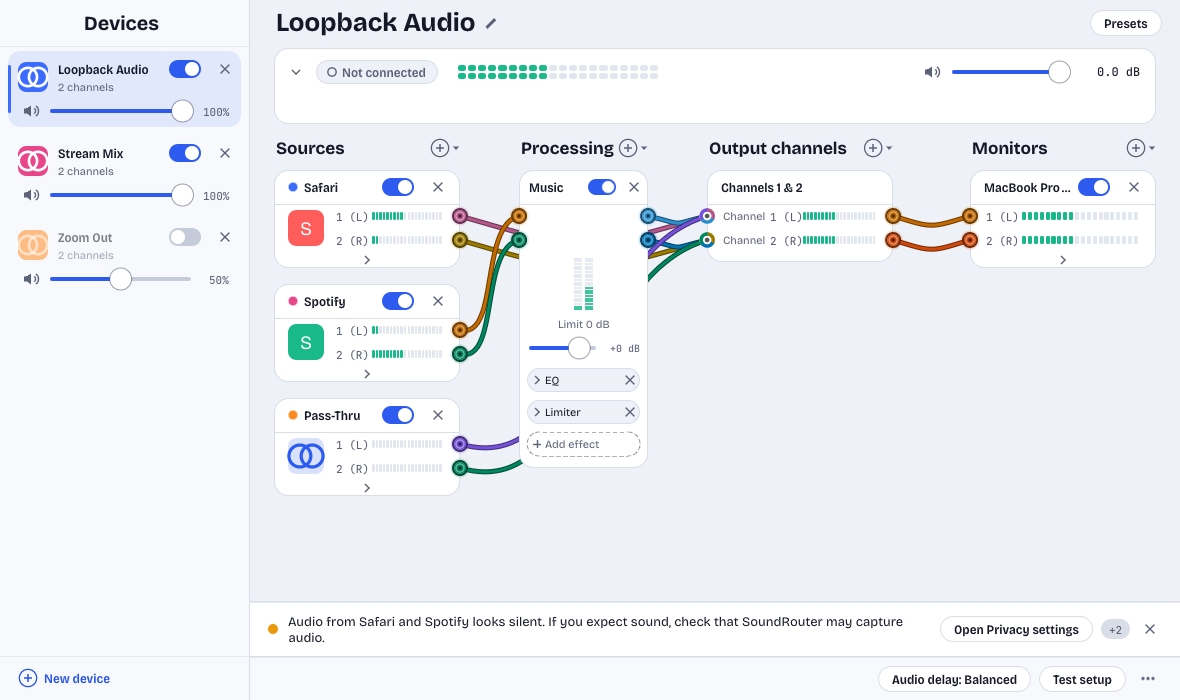 Devices
Loopback Audio
2 channels
100%
Stream Mix
2 channels
100%
Zoom Out
2 channels
50%
New device
Loopback Audio
Presets
Not connected
0.0 dB
Sources
Processing
Output channels
Monitors
Safari
S
1 (L)
2 (R)
Spotify
S
1 (L)
2 (R)
Pass-Thru
1 (L)
2 (R)
Music
Limit 0 dB
+0 dB
EQ
Limiter
+ Add effect
Channels 1 & 2
Channel 1 (L)
Channel 2 (R)
MacBook Pro...
1 (L)
2 (R)
Audio from Safari and Spotify looks silent. If you expect sound, check that SoundRouter may capture
audio.
Open Privacy settings
+2
Audio delay: Balanced
Test setup